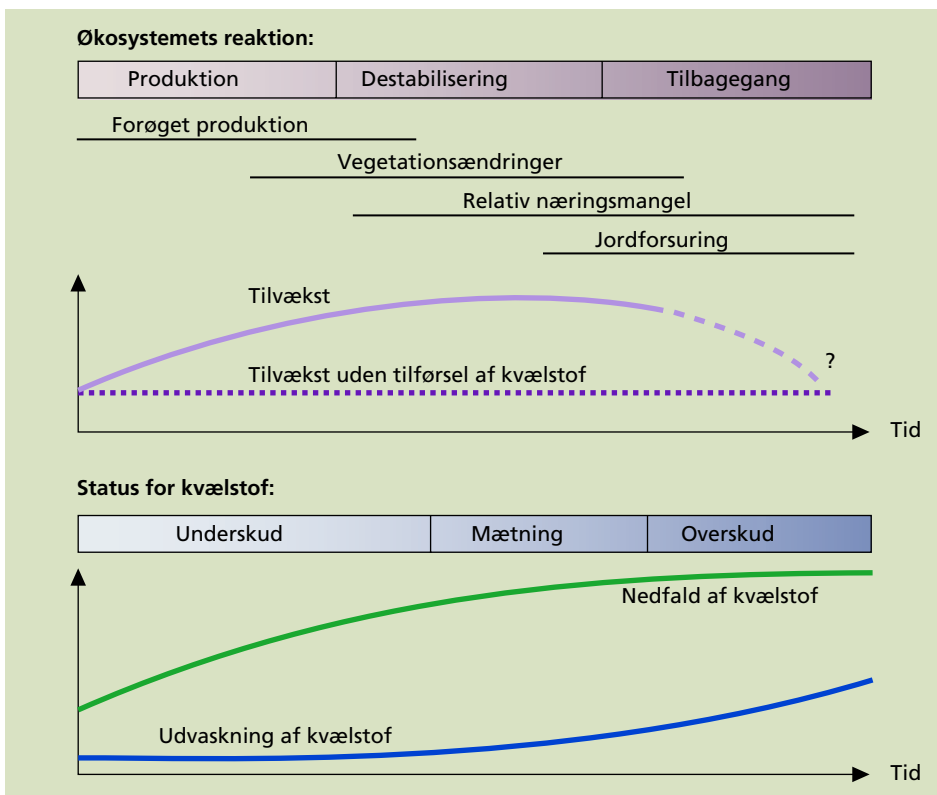 Økosystemets reaktion:
Produktion Destabilisering Tilbagegang
Forøget produktion
Vegetationsændringer
Relativ næringsmangel
Jordforsuring
Tilvækst
?
Tilvækst uden tilførsel af kvælstof
Tid
Status for kvælstof:
Underskud Mætning Overskud
Nedfald af kvælstof
Udvaskning af kvælstof
Tid